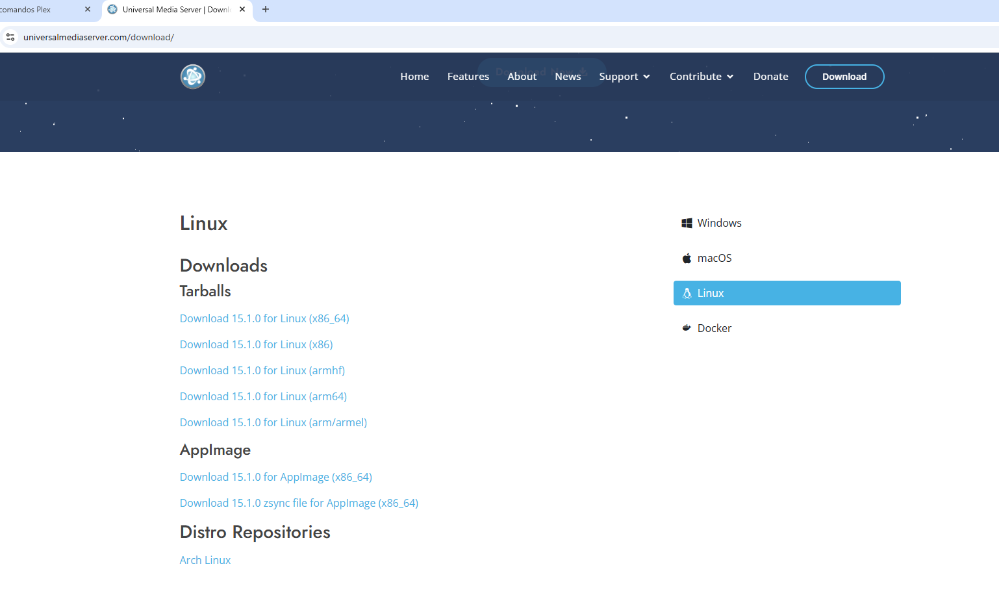 comandos Plex
Universal Media Server | Downl
universalmediaserver.com/download/
Download Now
Home Features About News Support Contribute Donate Download
Linux
Downloads
Tarballs
Download 15.1.0 for Linux (x86_64)
Download 15.1.0 for Linux (x86)
Download 15.1.0 for Linux (armhf)
Download 15.1.0 for Linux (arm64)
Download 15.1.0 for Linux (arm/armel)
AppImage
Download 15.1.0 for AppImage (x86_64)
Download 15.1.0 zsync file for AppImage (x86_64)
Distro Repositories
Arch Linux
Windows
macOS
Linux
Docker